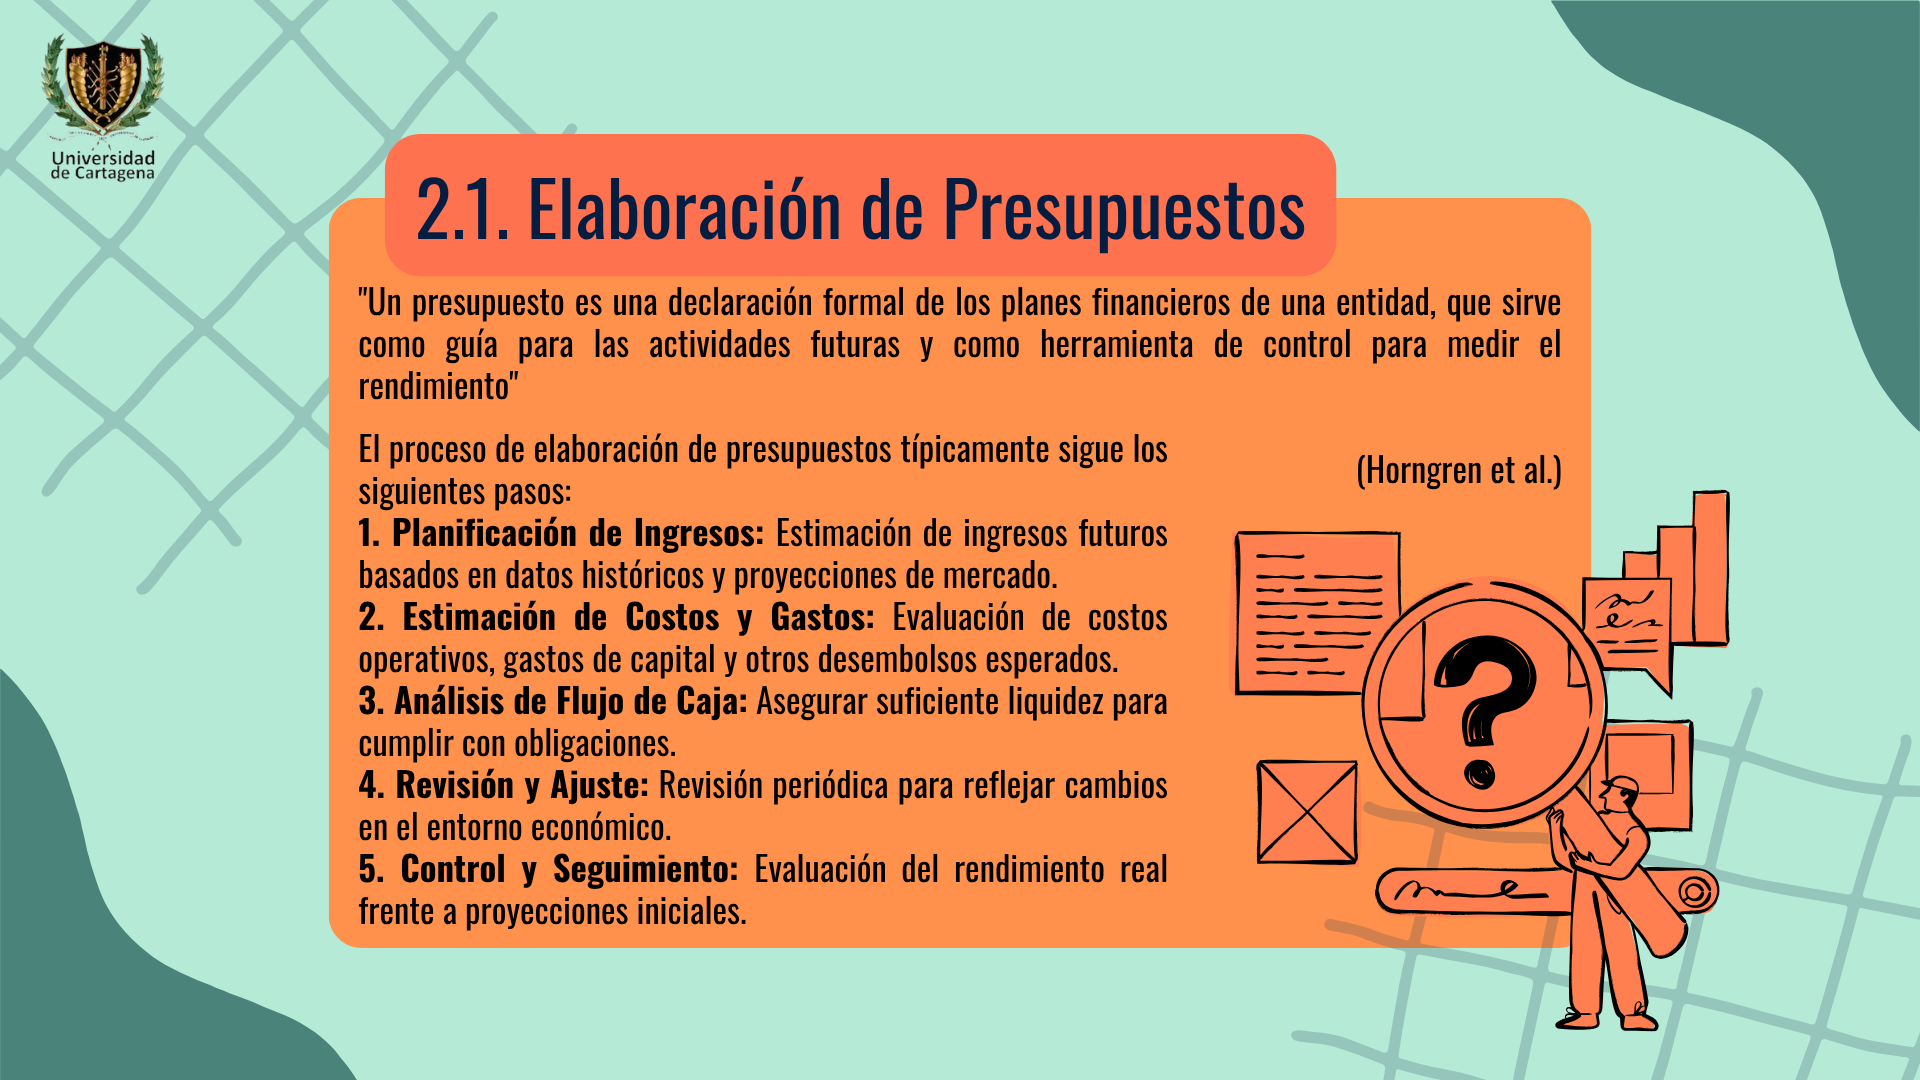 Universidad
de Cartagena
2.1. Elaboración de Presupuestos
"Un presupuesto es una declaración formal de los planes financieros de una entidad, que sirve
como guía para las actividades futuras y como herramienta de control para medir el
rendimiento"
(Horngren et al.)
El proceso de elaboración de presupuestos típicamente sigue los
siguientes pasos:
1. Planificación de Ingresos: Estimación de ingresos futuros
basados en datos históricos y proyecciones de mercado.
2. Estimación de Costos y Gastos: Evaluación de costos
operativos, gastos de capital y otros desembolsos esperados.
3. Análisis de Flujo de Caja: Asegurar suficiente liquidez para
cumplir con obligaciones.
4. Revisión y Ajuste: Revisión periódica para reflejar cambios
en el entorno económico.
5. Control y Seguimiento: Evaluación del rendimiento real
frente a proyecciones iniciales.
?